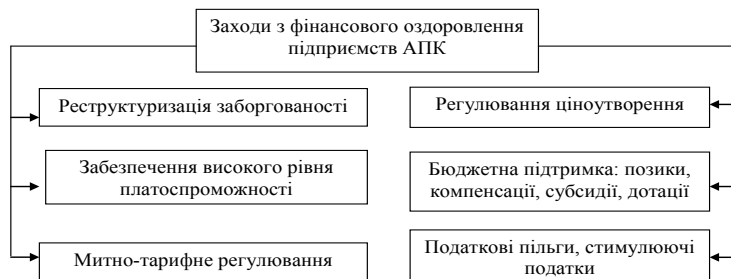 Заходи з фінансового оздоровлення
підприємств АПК
Реструктуризація заборгованості
Регулювання ціноутворення
Забезпечення високого рівня
платоспроможності
Бюджетна підтримка: позики,
компенсації, субсидії, дотації
Митно-тарифне регулювання
Податкові пільги, стимулюючі
податки